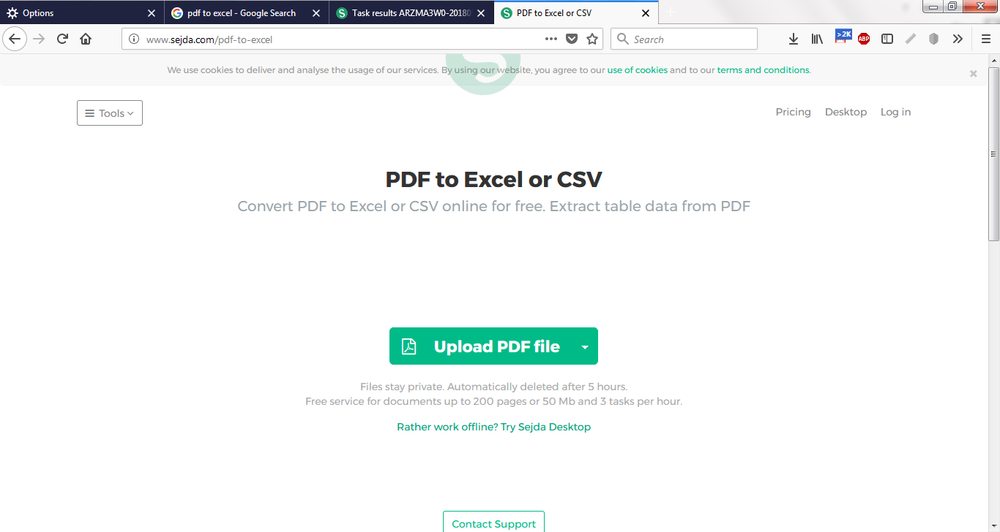 Options
pdf to excel - Google Search
Task results ARZMA3W0-20180
PDF to Excel or CSV
www.sejda.com/pdf-to-excel
Search
>2K
ABP
We use cookies to deliver and analyse the usage of our services. By using our website, you agree to our use of cookies and to our terms and conditions.
Tools
Pricing
Desktop
Log in
PDF to Excel or CSV
Convert PDF to Excel or CSV online for free. Extract table data from PDF
Upload PDF file
Files stay private. Automatically deleted after 5 hours.
Free service for documents up to 200 pages or 50 Mb and 3 tasks per hour.
Rather work offline? Try Sejda Desktop
Contact Support